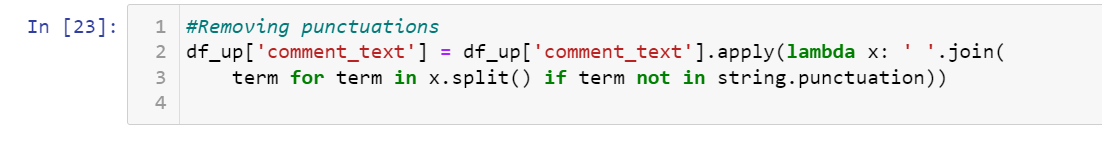 In [23]:
1 #Removing punctuations
2 df_up['comment_text'] = df_up['comment_text'].apply(lambda x: ' '.join(
3     term for term in x.split() if term not in string.punctuation))
4